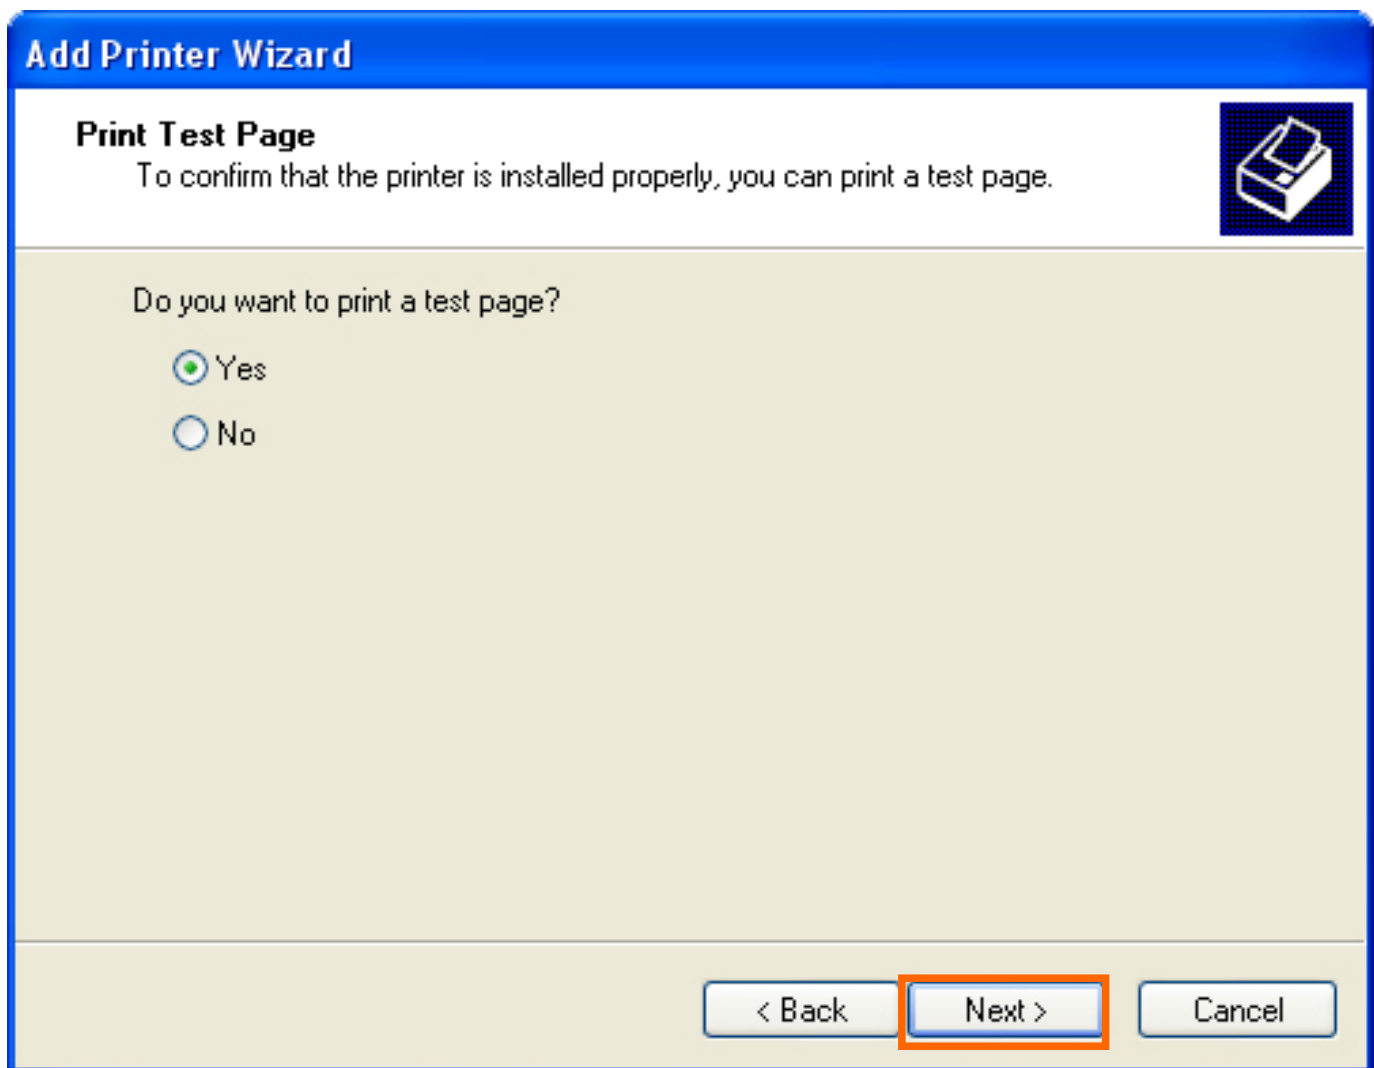 Add Printer Wizard
Print Test Page
To confirm that the printer is installed properly, you can print a test page.
Do you want to print a test page?
Yes
No
< Back Next > Cancel